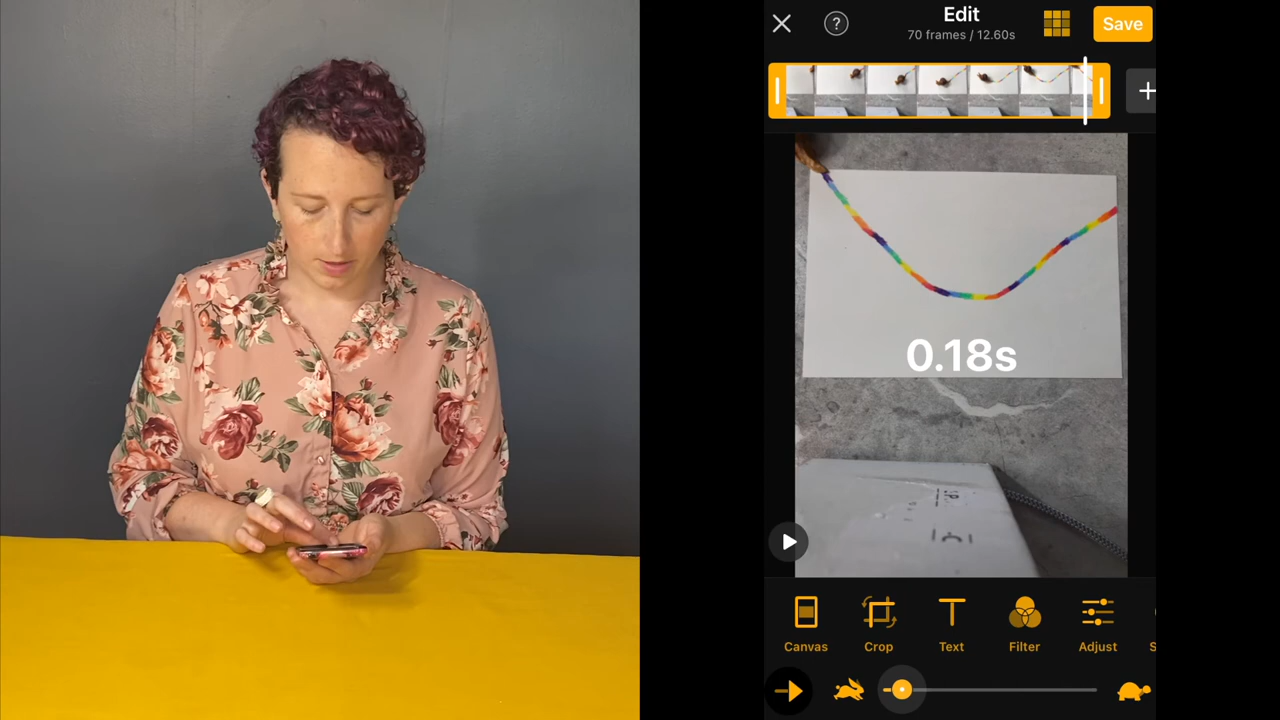 Edit
70 frames / 12.60s
Save
0.18s
Canvas
Crop
Text
Filter
Adjust
S